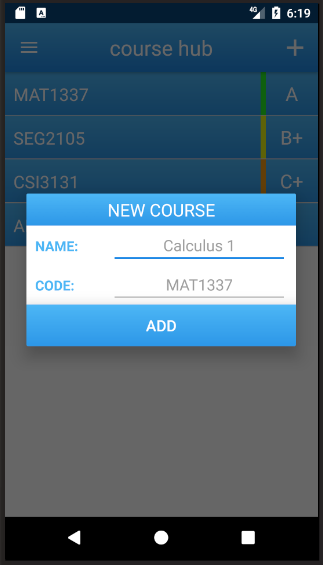 4G 6:19
course hub +
MAT1337 A
SEG2105 B+
CSI3131 C+
A
NEW COURSE
NAME: Calculus 1
CODE: MAT1337
ADD